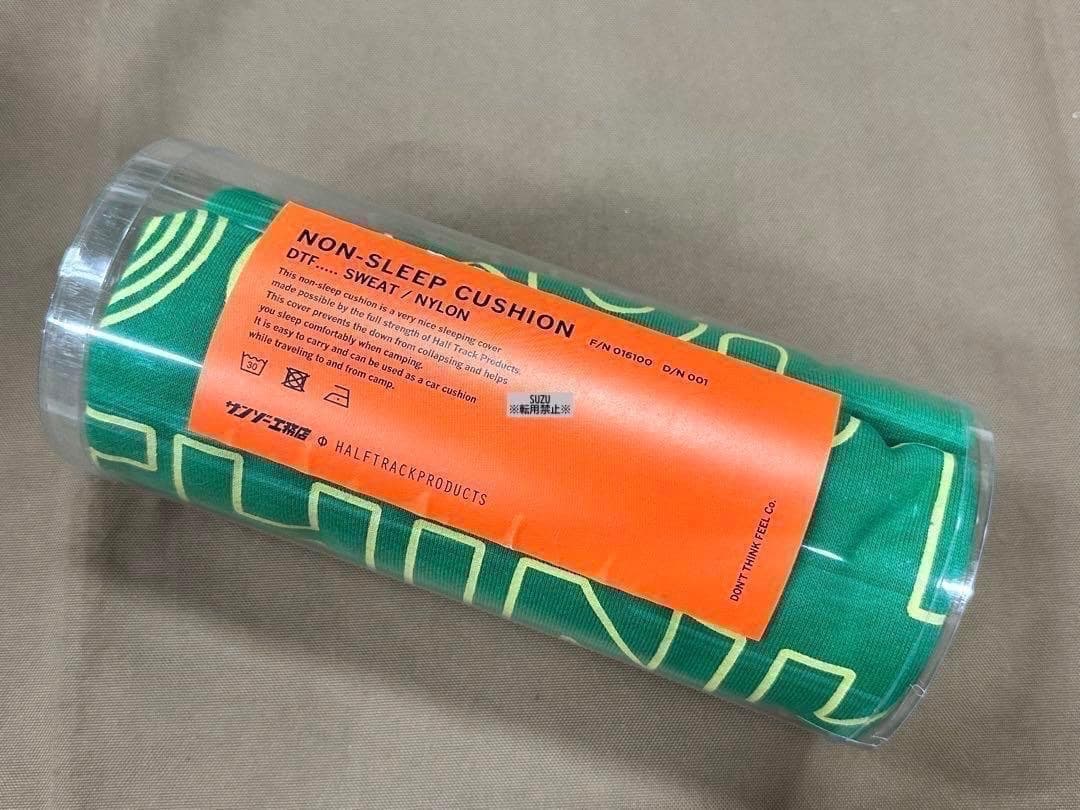 NON-SLEEP CUSHION
DTF..... SWEAT / NYLON
F/N 016100 D/N 001
This non-sleep cushion is a very nice sleeping cover
made possible by the full strength of Half Track Products.
This cover prevents the down from collapsing and helps
you sleep comfortably when camping.
It is easy to carry and can be used as a car cushion
while traveling to and from camp.
30
サンゾー工務店 Φ HALFTRACKPRODUCTS
DON'T THINK FEEL Co.
SUZU
※転用禁止※